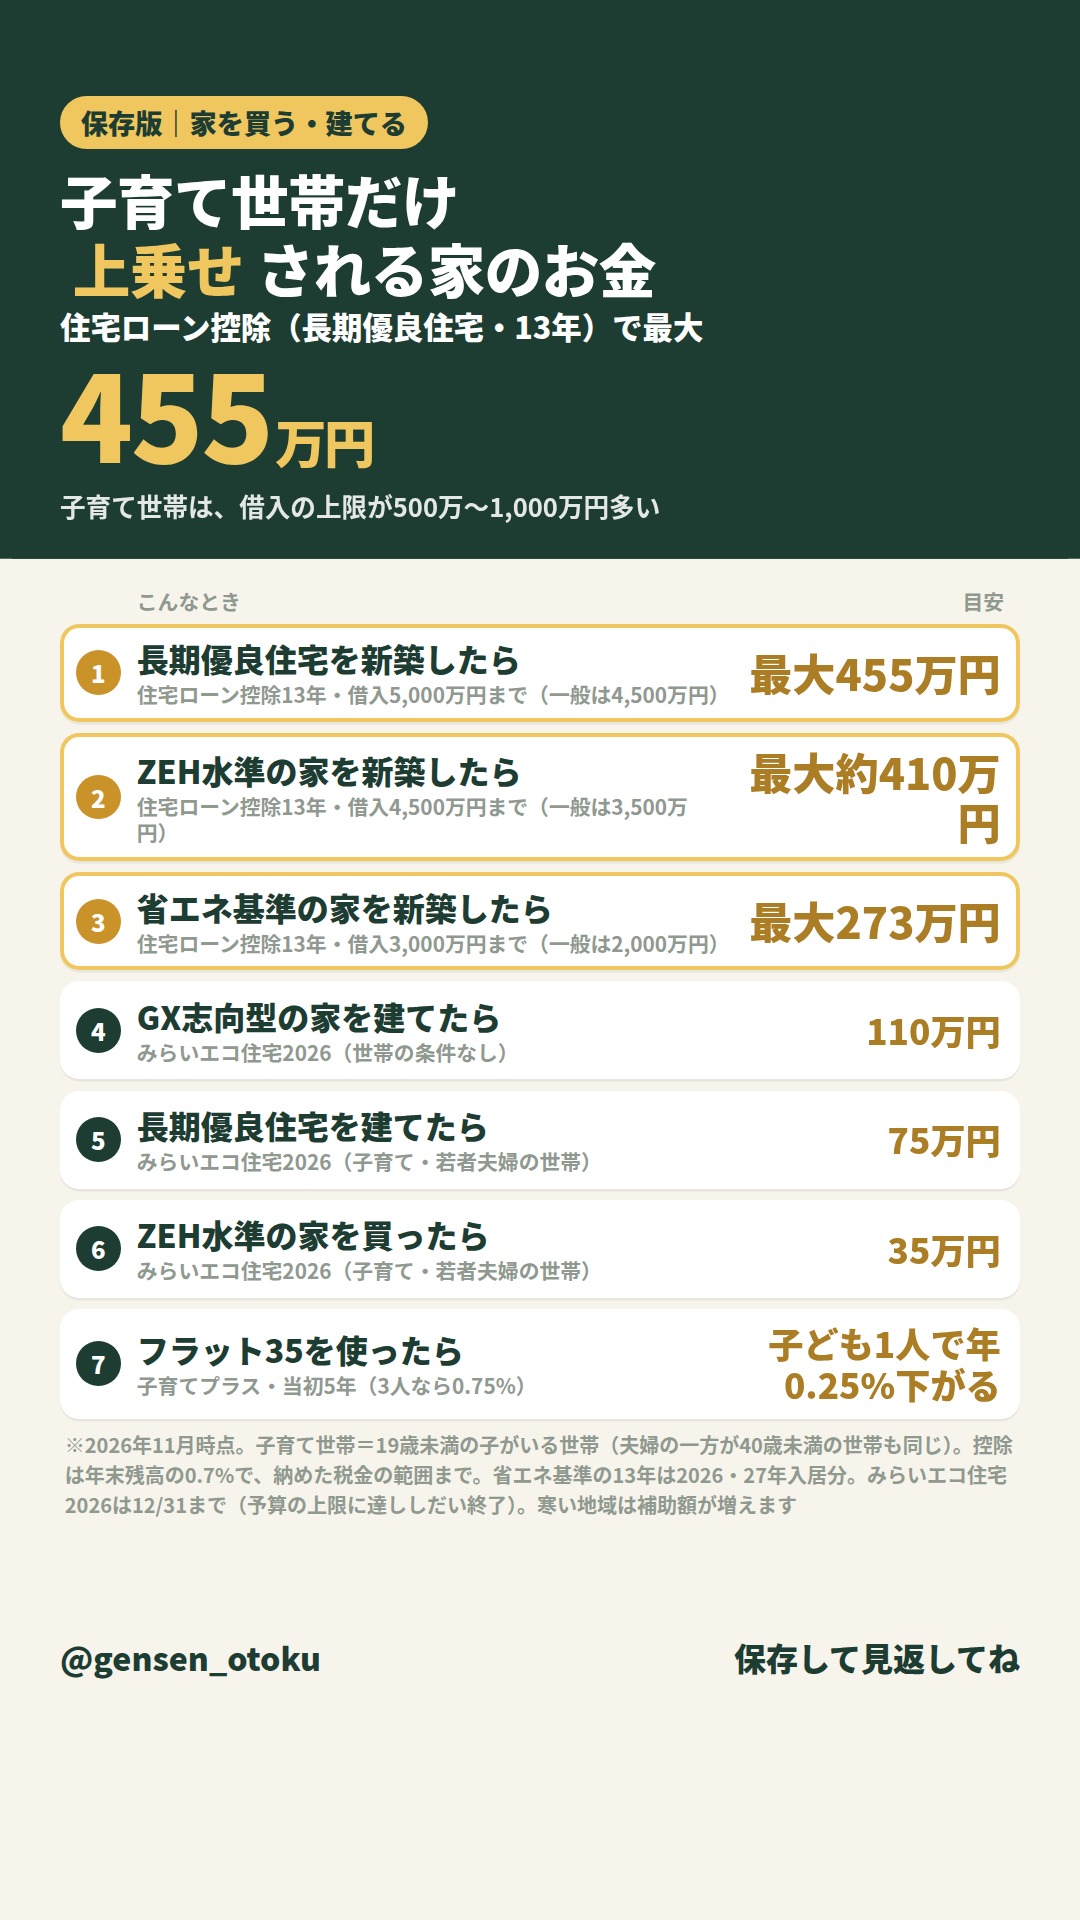 保存版｜家を買う・建てる
子育て世帯だけ
上乗せ される家のお金
住宅ローン控除（長期優良住宅・13年）で最大
455万円
子育て世帯は、借入の上限が500万〜1,000万円多い
こんなとき 目安
1 長期優良住宅を新築したら 最大455万円
住宅ローン控除13年・借入5,000万円まで（一般は4,500万円）
2 ZEH水準の家を新築したら 最大約410万
円
住宅ローン控除13年・借入4,500万円まで（一般は3,500万
円）
3 省エネ基準の家を新築したら 最大273万円
住宅ローン控除13年・借入3,000万円まで（一般は2,000万円）
4 GX志向型の家を建てたら 110万円
みらいエコ住宅2026（世帯の条件なし）
5 長期優良住宅を建てたら 75万円
みらいエコ住宅2026（子育て・若者夫婦の世帯）
6 ZEH水準の家を買ったら 35万円
みらいエコ住宅2026（子育て・若者夫婦の世帯）
7 フラット35を使ったら 子ども1人で年
0.25%下がる
子育てプラス・当初5年（3人なら0.75%）
※2026年11月時点。子育て世帯＝19歳未満の子がいる世帯（夫婦の一方が40歳未満の世帯も同じ）。控除
は年末残高の0.7%で、納めた税金の範囲まで。省エネ基準の13年は2026・27年入居分。みらいエコ住宅
2026は12/31まで（予算の上限に達ししだい終了）。寒い地域は補助額が増えます
@gensen_otoku 保存して見返してね